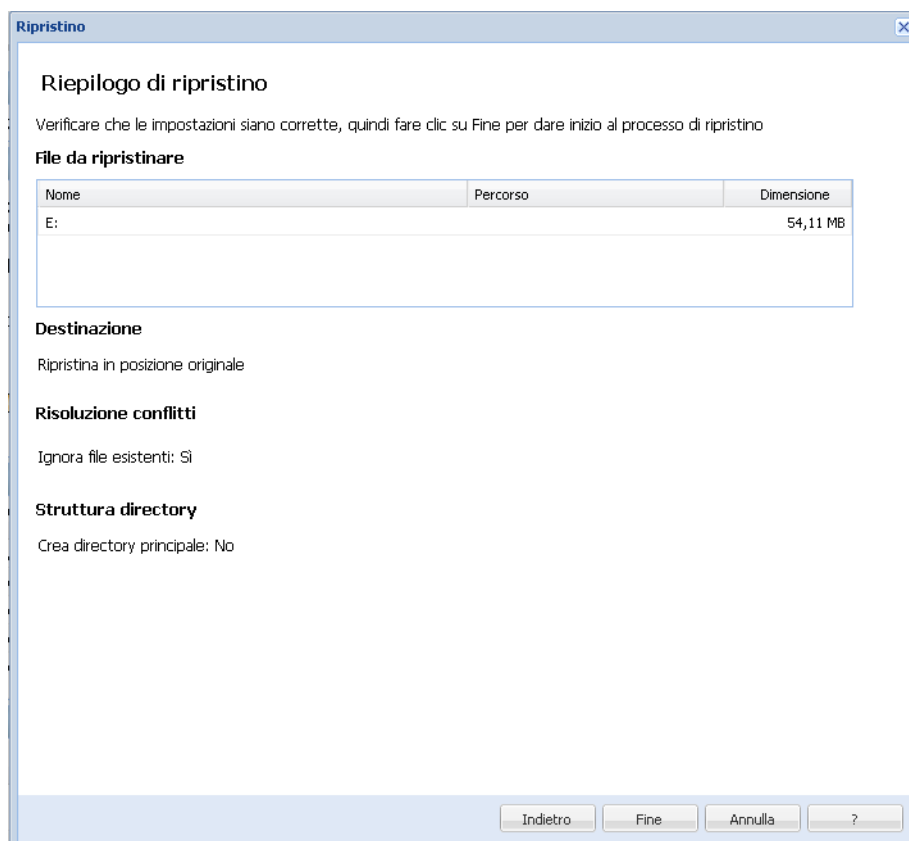 Ripristino
Riepilogo di ripristino
Verificare che le impostazioni siano corrette, quindi fare clic su Fine per dare inizio al processo di ripristino
File da ripristinare
Nome Percorso Dimensione
E: 54,11 MB
Destinazione
Ripristina in posizione originale
Risoluzione conflitti
Ignora file esistenti: Sì
Struttura directory
Crea directory principale: No
Indietro Fine Annulla ?